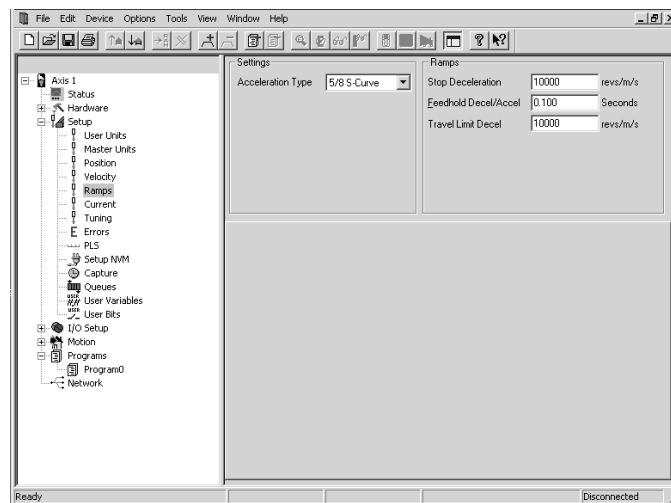 File Edit Device Options Tools View Window Help
Settings
Acceleration Type 5/8 S-Curve
Ramps
Stop Deceleration 10000 revs/m/s
Feedhold Decel/Accel 0.100 Seconds
Travel Limit Decel 10000 revs/m/s
Axis 1
Status
Hardware
Setup
User Units
Master Units
Position
Velocity
Ramps
Current
Tuning
E Errors
PLS
Setup NVM
Capture
Queues
USER User Variables
USER User Bits
I/O Setup
Motion
Programs
Program0
Network
Ready Disconnected